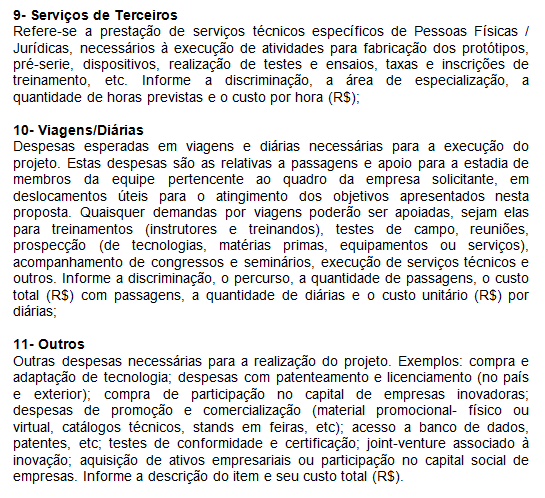 9- Serviços de Terceiros
Refere-se a prestação de serviços técnicos específicos de Pessoas Físicas /
Jurídicas, necessários à execução de atividades para fabricação dos protótipos,
pré-serie, dispositivos, realização de testes e ensaios, taxas e inscrições de
treinamento, etc. Informe a discriminação, a área de especialização, a
quantidade de horas previstas e o custo por hora (R$);
10- Viagens/Diárias
Despesas esperadas em viagens e diárias necessárias para a execução do
projeto. Estas despesas são as relativas a passagens e apoio para a estadia de
membros da equipe pertencente ao quadro da empresa solicitante, em
deslocamentos úteis para o atingimento dos objetivos apresentados nesta
proposta. Quaisquer demandas por viagens poderão ser apoiadas, sejam elas
para treinamentos (instrutores e treinandos), testes de campo, reuniões,
prospecção (de tecnologias, matérias primas, equipamentos ou serviços),
acompanhamento de congressos e seminários, execução de serviços técnicos e
outros. Informe a discriminação, o percurso, a quantidade de passagens, o custo
total (R$) com passagens, a quantidade de diárias e o custo unitário (R$) por
diárias;
11- Outros
Outras despesas necessárias para a realização do projeto. Exemplos: compra e
adaptação de tecnologia; despesas com patenteamento e licenciamento (no país
e exterior); compra de participação no capital de empresas inovadoras;
despesas de promoção e comercialização (material promocional- físico ou
virtual, catálogos técnicos, stands em feiras, etc); acesso a banco de dados,
patentes, etc; testes de conformidade e certificação; joint-venture associado à
inovação; aquisição de ativos empresariais ou participação no capital social de
empresas. Informe a descrição do item e seu custo total (R$).